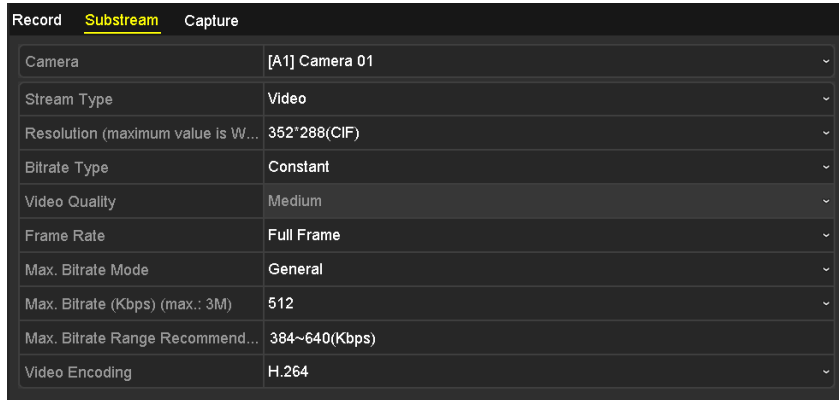 Record Substream Capture
Camera [A1] Camera 01
Stream Type Video
Resolution (maximum value is W... 352*288(CIF)
Bitrate Type Constant
Video Quality Medium
Frame Rate Full Frame
Max. Bitrate Mode General
Max. Bitrate (Kbps) (max.: 3M) 512
Max. Bitrate Range Recommend... 384~640(Kbps)
Video Encoding H.264